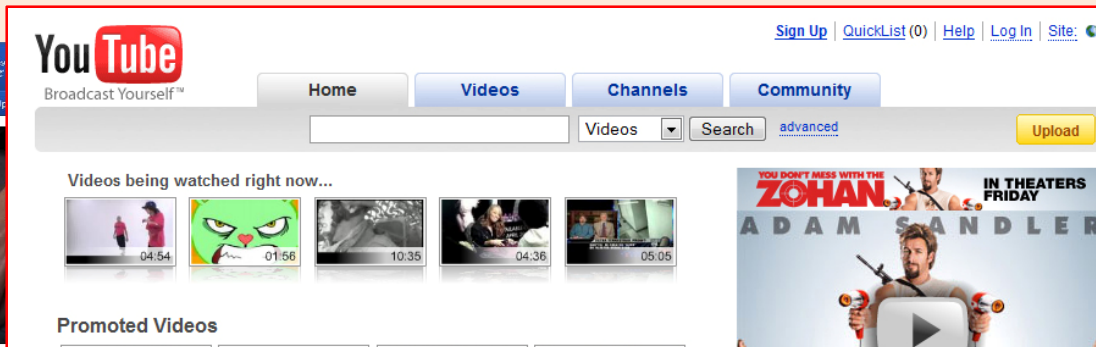 Sign Up QuickList (0) Help Log In Site:
YouTube
Broadcast Yourself™
Home Videos Channels Community
Videos Search advanced Upload
Videos being watched right now...
04:54 01:56 10:35 04:36 05:05
YOU DON'T MESS WITH THE
ZOHAN
IN THEATERS
FRIDAY
ADAM SANDLER
Promoted Videos